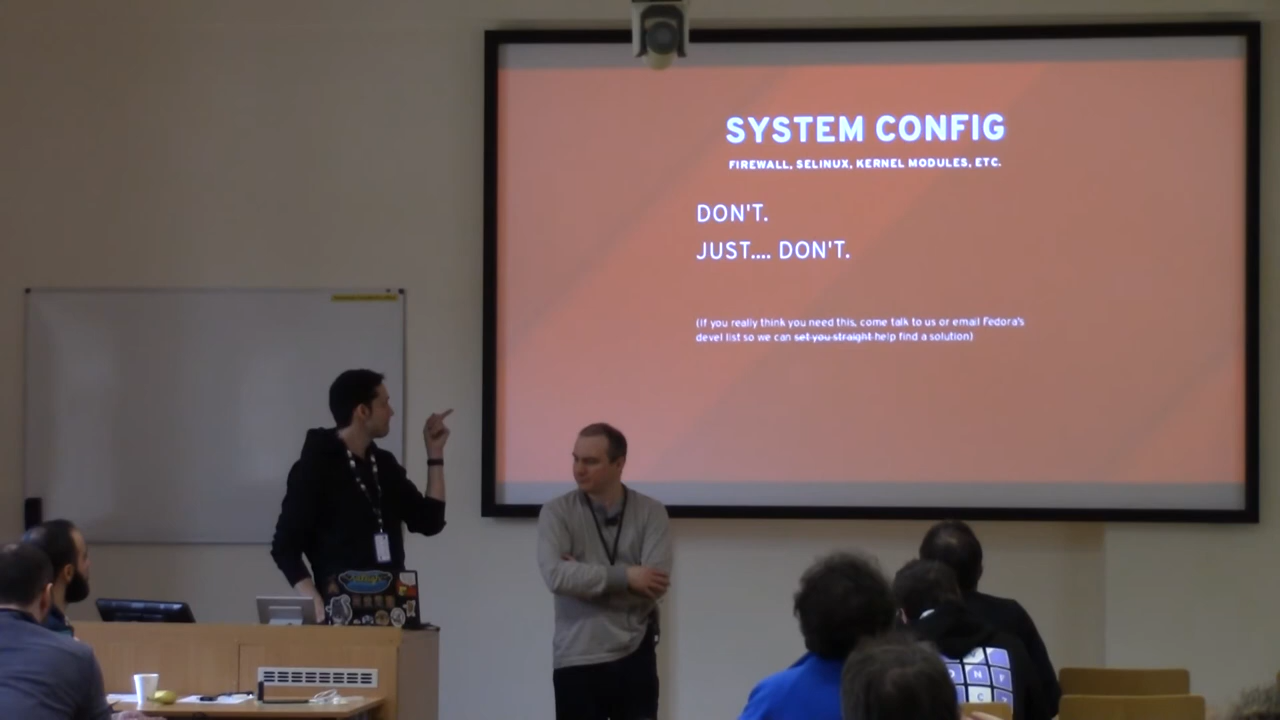 SYSTEM CONFIG
FIREWALL, SELINUX, KERNEL MODULES, ETC.
DON'T.
JUST.... DON'T.
(if you really think you need this, come talk to us or email Fedora's
devel list so we can set you straight help find a solution)
N F
C